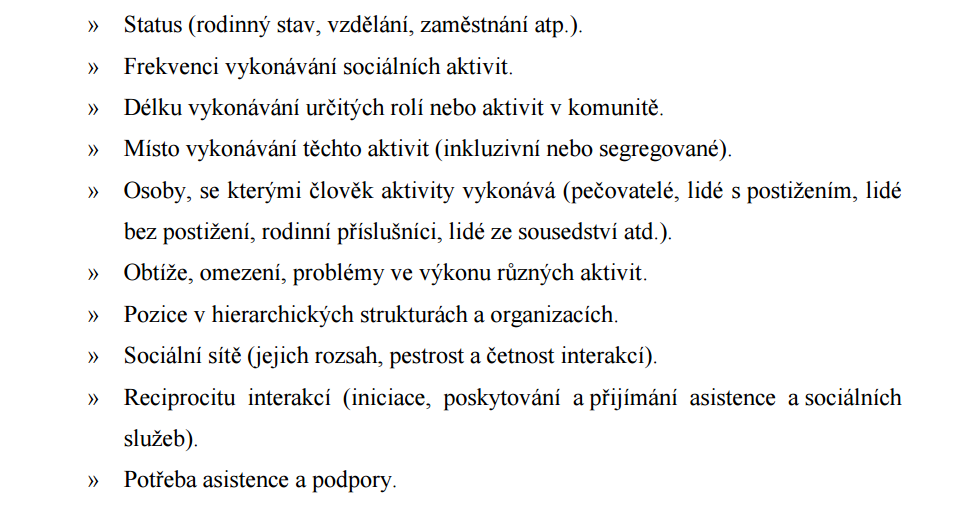 » Status (rodinný stav, vzdělání, zaměstnání atp.).
» Frekvenci vykonávání sociálních aktivit.
» Délku vykonávání určitých rolí nebo aktivit v komunitě.
» Místo vykonávání těchto aktivit (inkluzivní nebo segregované).
» Osoby, se kterými člověk aktivity vykonává (pečovatelé, lidé s postižením, lidé
bez postižení, rodinní příslušníci, lidé ze sousedství atd.).
» Obtíže, omezení, problémy ve výkonu různých aktivit.
» Pozice v hierarchických strukturách a organizacích.
» Sociální sítě (jejich rozsah, pestrost a četnost interakcí).
» Reciprocitu interakcí (iniciace, poskytování a přijímání asistence a sociálních
služeb).
» Potřeba asistence a podpory.